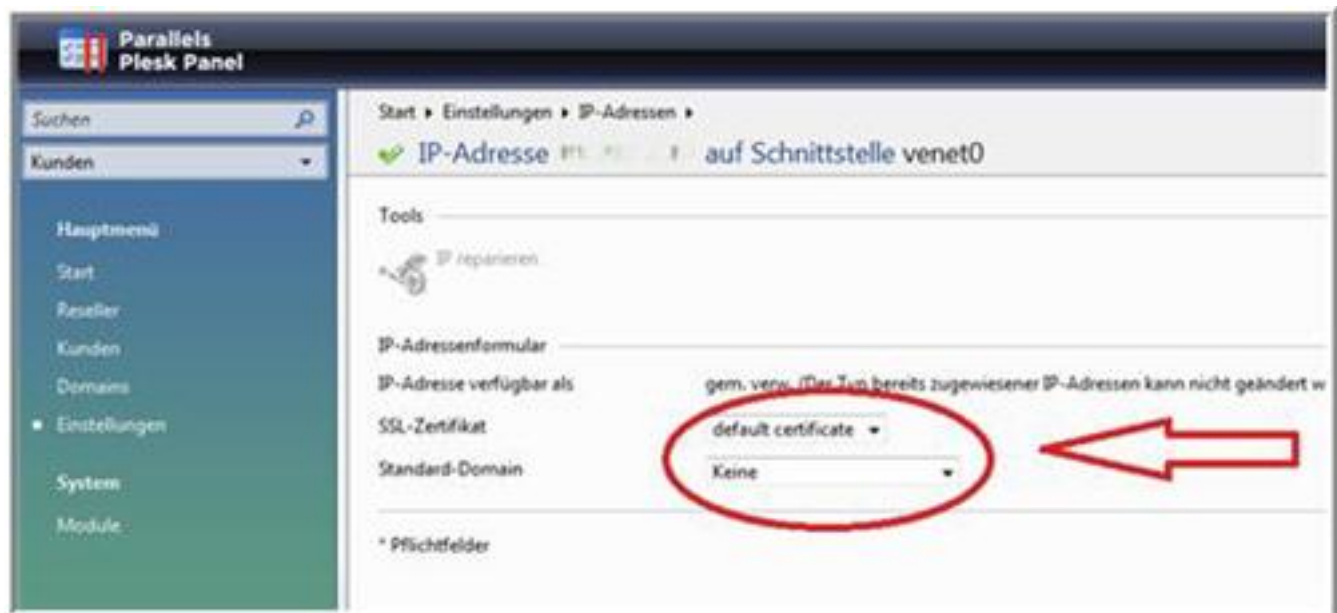 Parallels
Plesk Panel
Suchen
Kunden
Hauptmenü
Start
Reseller
Kunden
Domains
Einstellungen
System
Module
Start ▸ Einstellungen ▸ IP-Adressen ▸
IP-Adresse auf Schnittstelle venet0
Tools
IP reparieren
IP-Adressenformular
IP-Adresse verfügbar als gem. verw. (Der Typ bereits zugewiesener IP-Adressen kann nicht geändert w
SSL-Zertifikat default certificate
Standard-Domain Keine
* Pflichtfelder